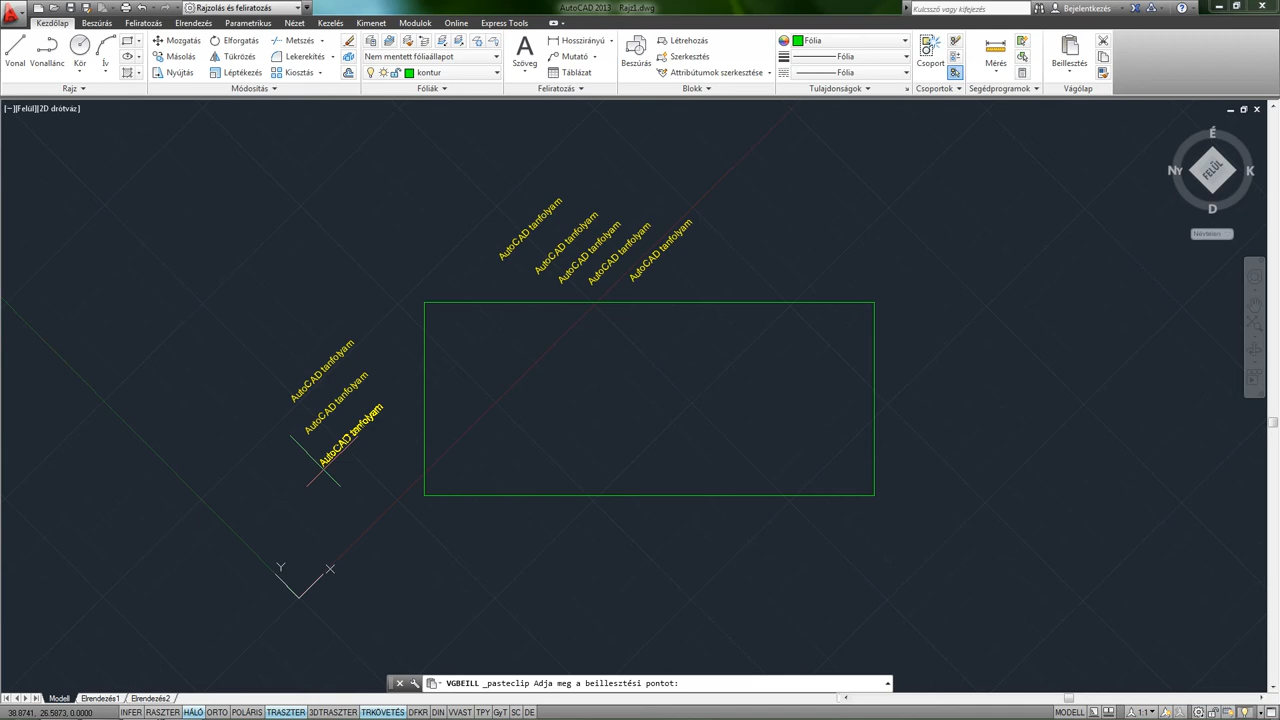 Rajzolás és feliratozás
AutoCAD 2013 Rajz1.dwg
Kulcsszó vagy kifejezés
Bejelentkezés
Kezdőlap Beszúrás Feliratozás Parametrikus Nézet Kezelés Kimenet Modulok Online Express Tools
Vonal
Vonallánc
Kör
Ív
Rajz
Mozgatás
Másolás
Nyújtás
Elforgatás
Tükrözés
Léptékezés
Metszés
Lekerekítés
Kiosztás
Módosítás
Nem mentett fóliaállapot
kontur
Fóliák
Szöveg
Hosszirányú
Mutató
Táblázat
Feliratozás
Beszúrás
Létrehozás
Szerkesztés
Attribútumok szerkesztése
Blokk
Fólia
Fólia
Fólia
Tulajdonságok
Csoport
Csoportok
Mérés
Segédprogramok
Beillesztés
Vágólap
[−][Felül][2D drótváz]
É
NY
FELÜL
K
D
Névtelen
AutoCAD tanfolyam
AutoCAD tanfolyam
AutoCAD tanfolyam
AutoCAD tanfolyam
AutoCAD tanfolyam
AutoCAD tanfolyam
AutoCAD tanfolyam
AutoCAD tanfolyam
Y
X
VGBEILL _pasteclip Adja meg a beillesztési pontot:
Modell Elrendezés1 Elrendezés2
38.8741, 26.5873, 0.0000
INFER RASZTER HÁLÓ ORTO POLÁRIS TRASZTER 3DTRASZTER TRKÖVETÉS DFKR DIN VVAST TPY GyT SC DE
MODELL
1:1